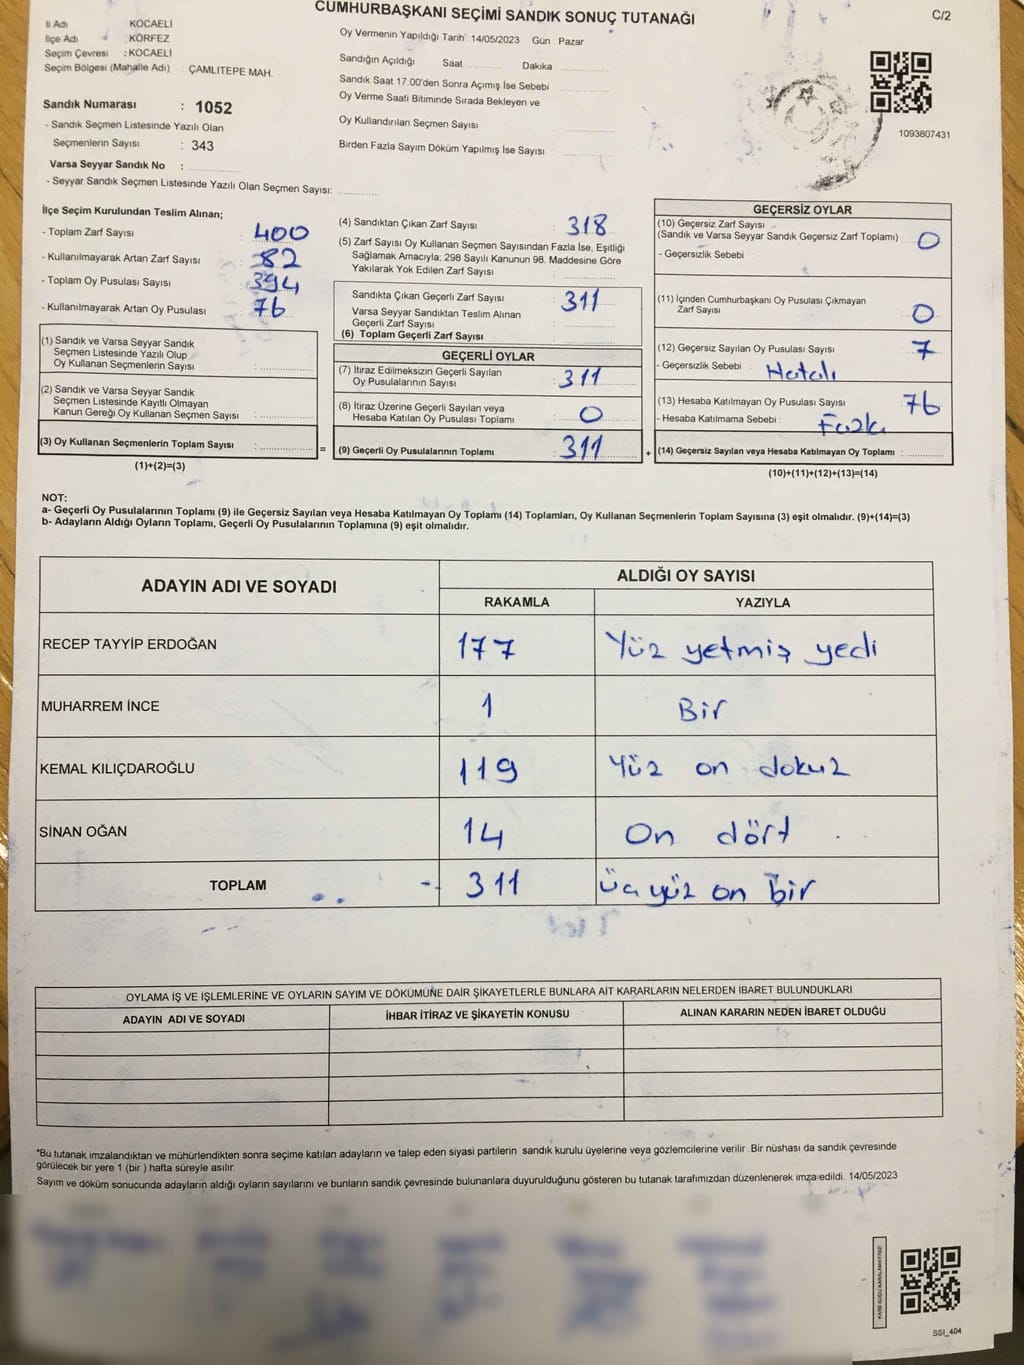 CUMHURBAŞKANI SEÇİMİ SANDIK SONUÇ TUTANAĞI
C/2
İl Adı KOCAELİ
İlçe Adı : KÖRFEZ
Seçim Çevresi : KOCAELİ
Seçim Bölgesi (Mahalle Adı) : ÇAMLITEPE MAH.
Oy Vermenin Yapıldığı Tarih : 14/05/2023 Gün : Pazar
Sandığın Açıldığı Saat Dakika
Sandık Saat 17:00'den Sonra Açımış İse Sebebi
Oy Verme Saati Bitiminde Sırada Bekleyen ve
Oy Kullandırılan Seçmen Sayısı
Birden Fazla Sayım Döküm Yapılmış İse Sayısı :
1093807431
Sandık Numarası : 1052
- Sandık Seçmen Listesinde Yazılı Olan
Seçmenlerin Sayısı : 343
Varsa Seyyar Sandık No :
- Seyyar Sandık Seçmen Listesinde Yazılı Olan Seçmen Sayısı:
İlçe Seçim Kurulundan Teslim Alınan;
- Toplam Zarf Sayısı : 400
- Kullanılmayarak Artan Zarf Sayısı : 82
- Toplam Oy Pusulası Sayısı : 394
- Kullanılmayarak Artan Oy Pusulası : 76
(1) Sandık ve Varsa Seyyar Sandık
Seçmen Listesinde Yazılı Olup
Oy Kullanan Seçmenlerin Sayısı :
(2) Sandık ve Varsa Seyyar Sandık
Seçmen Listesinde Kayıtlı Olmayan
Kanun Gereği Oy Kullanan Seçmen Sayısı :
(3) Oy Kullanan Seçmenlerin Toplam Sayısı :
(1)+(2)=(3)
=
(4) Sandıktan Çıkan Zarf Sayısı : 318
(5) Zarf Sayısı Oy Kullanan Seçmen Sayısından Fazla İse, Eşitliği
Sağlamak Amacıyla; 298 Sayılı Kanunun 98. Maddesine Göre
Yakılarak Yok Edilen Zarf Sayısı :
Sandıkta Çıkan Geçerli Zarf Sayısı : 311
Varsa Seyyar Sandıktan Teslim Alınan
Geçerli Zarf Sayısı :
(6) Toplam Geçerli Zarf Sayısı
GEÇERLİ OYLAR
(7) İtiraz Edilmeksizin Geçerli Sayılan
Oy Pusulalarının Sayısı : 311
(8) İtiraz Üzerine Geçerli Sayılan veya
Hesaba Katılan Oy Pusulası Toplamı : 0
(9) Geçerli Oy Pusulalarının Toplamı : 311
+
GEÇERSİZ OYLAR
(10) Geçersiz Zarf Sayısı
(Sandık ve Varsa Seyyar Sandık Geçersiz Zarf Toplamı) : 0
- Geçersizlik Sebebi :
(11) İçinden Cumhurbaşkanı Oy Pusulası Çıkmayan
Zarf Sayısı 0
(12) Geçersiz Sayılan Oy Pusulası Sayısı 7
- Geçersizlik Sebebi : Hatalı
(13) Hesaba Katılmayan Oy Pusulası Sayısı : 76
- Hesaba Katılmama Sebebi : Fazla
(14) Geçersiz Sayılan veya Hesaba Katılmayan Oy Toplamı :
(10)+(11)+(12)+(13)=(14)
NOT:
a- Geçerli Oy Pusulalarının Toplamı (9) ile Geçersiz Sayılan veya Hesaba Katılmayan Oy Toplamı (14) Toplamları, Oy Kullanan Seçmenlerin Toplam Sayısına (3) eşit olmalıdır. (9)+(14)=(3)
b- Adayların Aldığı Oyların Toplamı, Geçerli Oy Pusulalarının Toplamına (9) eşit olmalıdır.
ADAYIN ADI VE SOYADI
ALDIĞI OY SAYISI
RAKAMLA YAZIYLA
RECEP TAYYİP ERDOĞAN 177 Yüz yetmiş yedi
MUHARREM İNCE 1 Bir
KEMAL KILIÇDAROĞLU 119 Yüz on dokuz
SİNAN OĞAN 14 On dört
TOPLAM 311 üç yüz on bir
OYLAMA İŞ VE İŞLEMLERİNE VE OYLARIN SAYIM VE DÖKÜMÜNE DAİR ŞİKAYETLERLE BUNLARA AİT KARARLARIN NELERDEN İBARET BULUNDUKLARI
ADAYIN ADI VE SOYADI İHBAR İTİRAZ VE ŞİKAYETİN KONUSU ALINAN KARARIN NEDEN İBARET OLDUĞU
*Bu tutanak imzalandıktan ve mühürlendikten sonra seçime katılan adayların ve talep eden siyasi partilerin sandık kurulu üyelerine veya gözlemcilerine verilir. Bir nüshası da sandık çevresinde
görülecek bir yere 1 (bir ) hafta süreyle asılır.
Sayım ve döküm sonucunda adayların aldığı oyların sayılarını ve bunların sandık çevresinde bulunanlara duyurulduğunu gösteren bu tutanak tarafımızdan düzenlenerek imza edildi. 14/05/2023
KARE KODU KARALAMAYINIZ!
SSI_404